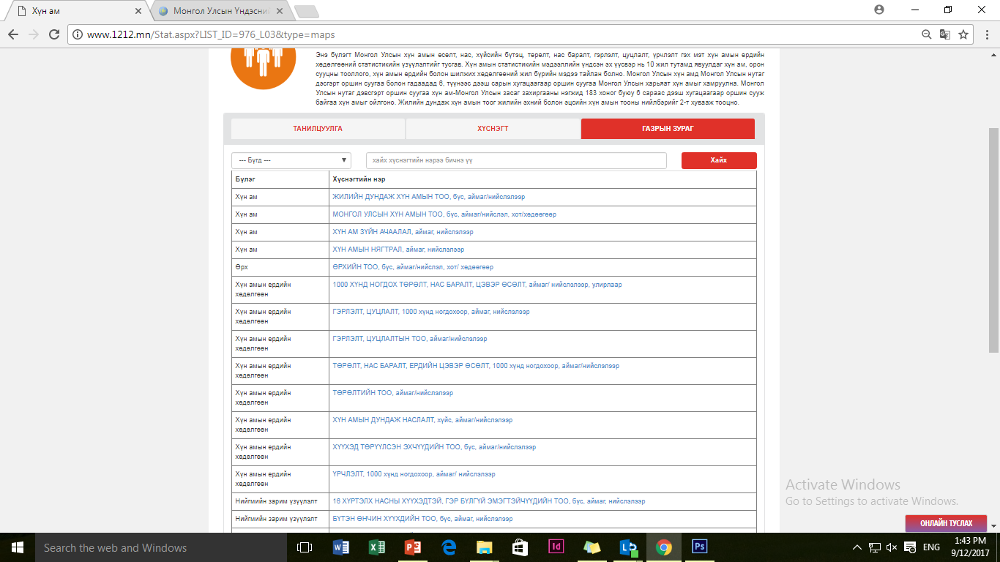 Хүн ам
Монгол Улсын Үндэсни
www.1212.mn/Stat.aspx?LIST_ID=976_L03&type=maps
Энэ бүлэгт Монгол Улсын хүн амын өсөлт, нас, хүйсийн бүтэц, төрөлт, нас баралт, гэрлэлт, цуцлалт, үрчлэлт гэх мэт хүн амын ердийн
хөдөлгөөний статистикийн үзүүлэлтийг тусгав. Хүн амын статистикийн мэдээллийн үндсэн эх үүсвэр нь 10 жил тутамд явуулдаг хүн ам, орон
сууцны тооллого, хүн амын ердийн болон шилжих хөдөлгөөний жил бүрийн мэдээ тайлан болно. Монгол Улсын хүн амд Монгол Улсын нутаг
дэсгэрт оршин суугаа болон гадаадад 6, түүнээс дээш сарын хугацаагаар оршин суугаа Монгол Улсын харьяат хүн амыг хамруулна. Монгол
Улсын нутаг дэвсгэрт оршин суугаа хүн ам-Монгол Улсын засаг захиргааны нэгжид 183 хоног буюу 6 сараас дээш хугацаагаар оршин сууж
байгаа хүн амыг ойлгоно. Жилийн дундаж хүн амын тоог жилийн эхний болон эцсийн хүн амын тооны нийлбэрийг 2-т хувааж тооцно.
ТАНИЛЦУУЛГА ХҮСНЭГТ ГАЗРЫН ЗУРАГ
--- Бүгд --- хайх хүснэгтийн нэрээ бичнэ үү Хайх
Бүлэг Хүснэгтийн нэр
Хүн ам ЖИЛИЙН ДУНДАЖ ХҮН АМЫН ТОО, бүс, аймаг/нийслэлээр
Хүн ам МОНГОЛ УЛСЫН ХҮН АМЫН ТОО, бүс, аймаг/нийслэл, хот/хөдөөгөөр
Хүн ам ХҮН АМ ЗҮЙН АЧААЛАЛ, аймаг, нийслэлээр
Хүн ам ХҮН АМЫН НЯГТРАЛ, аймаг, нийслэлээр
Өрх ӨРХИЙН ТОО, бүс, аймаг/нийслэл, хот/ хөдөөгөөр
Хүн амын ердийн 1000 ХҮНД НОГДОХ ТӨРӨЛТ, НАС БАРАЛТ, ЦЭВЭР ӨСӨЛТ, аймаг/ нийслэлээр, улирлаар
хөдөлгөөн
Хүн амын ердийн ГЭРЛЭЛТ, ЦУЦЛАЛТ, 1000 хүнд ногдохоор, аймаг, нийслэлээр
хөдөлгөөн
Хүн амын ердийн ГЭРЛЭЛТ, ЦУЦЛАЛТЫН ТОО, аймаг/нийслэлээр
хөдөлгөөн
Хүн амын ердийн ТӨРӨЛТ, НАС БАРАЛТ, ЕРДИЙН ЦЭВЭР ӨСӨЛТ, 1000 хүнд ногдохоор, аймаг/нийслэлээр
хөдөлгөөн
Хүн амын ердийн ТӨРӨЛТИЙН ТОО, аймаг/нийслэлээр
хөдөлгөөн
Хүн амын ердийн ХҮН АМЫН ДУНДАЖ НАСЛАЛТ, хүйс, аймаг/нийслэлээр
хөдөлгөөн
Хүн амын ердийн ХҮҮХЭД ТӨРҮҮЛСЭН ЭХЧҮҮДИЙН ТОО, бүс, аймаг/нийслэлээр
хөдөлгөөн
Хүн амын ердийн ҮРЧЛЭЛТ, 1000 хүнд ногдохоор, аймаг/ нийслэлээр
хөдөлгөөн
Нийгмийн зарим үзүүлэлт 16 ХҮРТЭЛХ НАСНЫ ХҮҮХЭДТЭЙ, ГЭР БҮЛГҮЙ ЭМЭГТЭЙЧҮҮДИЙН ТОО, бүс, аймаг, нийслэлээр
Нийгмийн зарим үзүүлэлт БҮТЭН ӨНЧИН ХҮҮХДИЙН ТОО, бүс, аймаг, нийслэлээр
Activate Windows
Go to Settings to activate Windows.
ОНЛАЙН ТУСЛАХ
Search the web and Windows
ENG
1:43 PM
9/12/2017